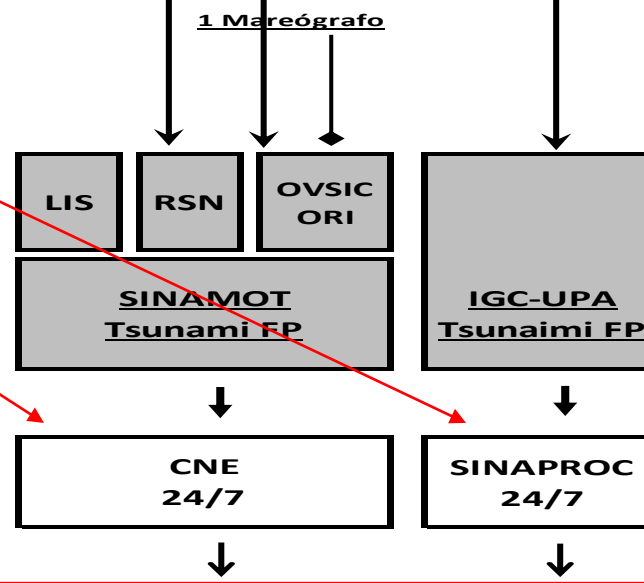 1 Mareógrafo
LIS
RSN
OVSIC
ORI
SINAMOT
Tsunami FP
IGC-UPA
Tsunaimi FP
CNE
24/7
SINAPROC
24/7